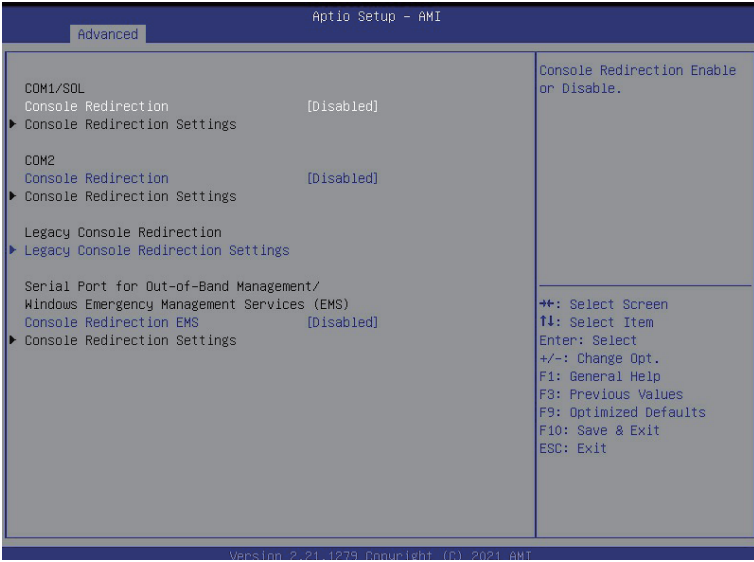 Aptio Setup – AMI
Advanced
COM1/SOL
Console Redirection [Disabled]
▶ Console Redirection Settings
COM2
Console Redirection [Disabled]
▶ Console Redirection Settings
Legacy Console Redirection
▶ Legacy Console Redirection Settings
Serial Port for Out-of-Band Management/
Windows Emergency Management Services (EMS)
Console Redirection EMS [Disabled]
▶ Console Redirection Settings
Console Redirection Enable
or Disable.
→←: Select Screen
↑↓: Select Item
Enter: Select
+/-: Change Opt.
F1: General Help
F3: Previous Values
F9: Optimized Defaults
F10: Save & Exit
ESC: Exit
Version 2.21.1279 Copyright (C) 2021 AMI